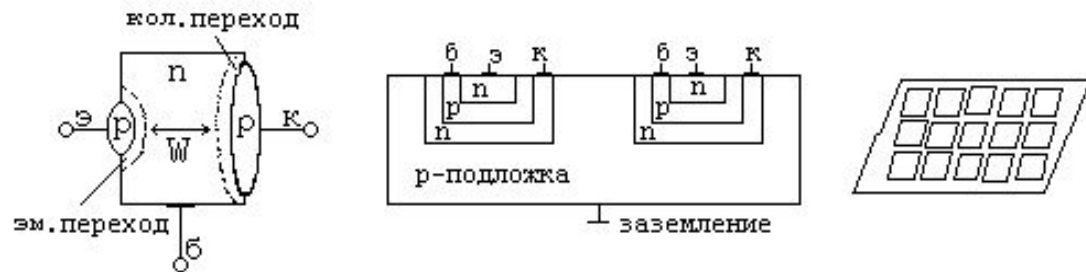 кол.переход
n
э p W p к
эм.переход
б
б э к
n
p
n
б э к
n
p
n
p-подложка
заземление